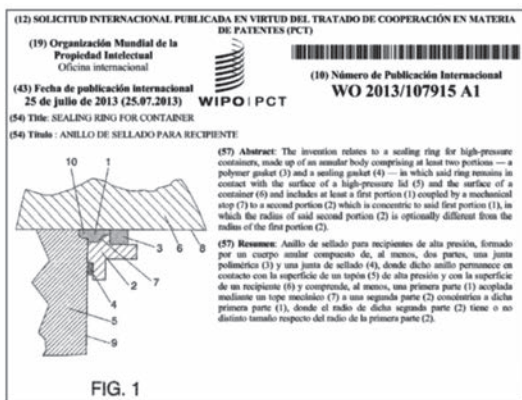 (12) SOLICITUD INTERNACIONAL PUBLICADA EN VIRTUD DEL TRATADO DE COOPERACIÓN EN MATERIA
DE PATENTES (PCT)
(19) Organización Mundial de la
Propiedad Intelectual
Oficina internacional
(43) Fecha de publicación internacional
25 de julio de 2013 (25.07.2013)
WIPO | PCT
(10) Número de Publicación Internacional
WO 2013/107915 A1
(54) Title: SEALING RING FOR CONTAINER
(54) Título : ANILLO DE SELLADO PARA RECIPIENTE
(57) Abstract: The invention relates to a sealing ring for high-pressure
containers, made up of an annular body comprising at least two portions — a
polymer gasket (3) and a sealing gasket (4) — in which said ring remains in
contact with the surface of a high-pressure lid (5) and the surface of a
container (6) and includes at least a first portion (1) coupled by a mechanical
stop (7) to a second portion (2) which is concentric to said first portion (1), in
which the radius of said second portion (2) is optionally different from the
radius of the first portion (2).
(57) Resumen: Anillo de sellado para recipientes de alta presión, formado
por un cuerpo anular compuesto de, al menos, dos partes, una junta
polimérica (3) y una junta de sellado (4), donde dicho anillo permanece en
contacto con la superficie de un tapón (5) de alta presión y con la superficie
de un recipiente (6) y comprende, al menos, una primera parte (1) acoplada
mediante un tope mecánico (7) a una segunda parte (2) concéntrica a dicha
primera parte (1), donde el radio de dicha segunda parte (2) tiene o no
distinto tamaño respecto del radio de la primera parte (2).
10
1
6
8
3
7
2
4
5
9
FIG. 1